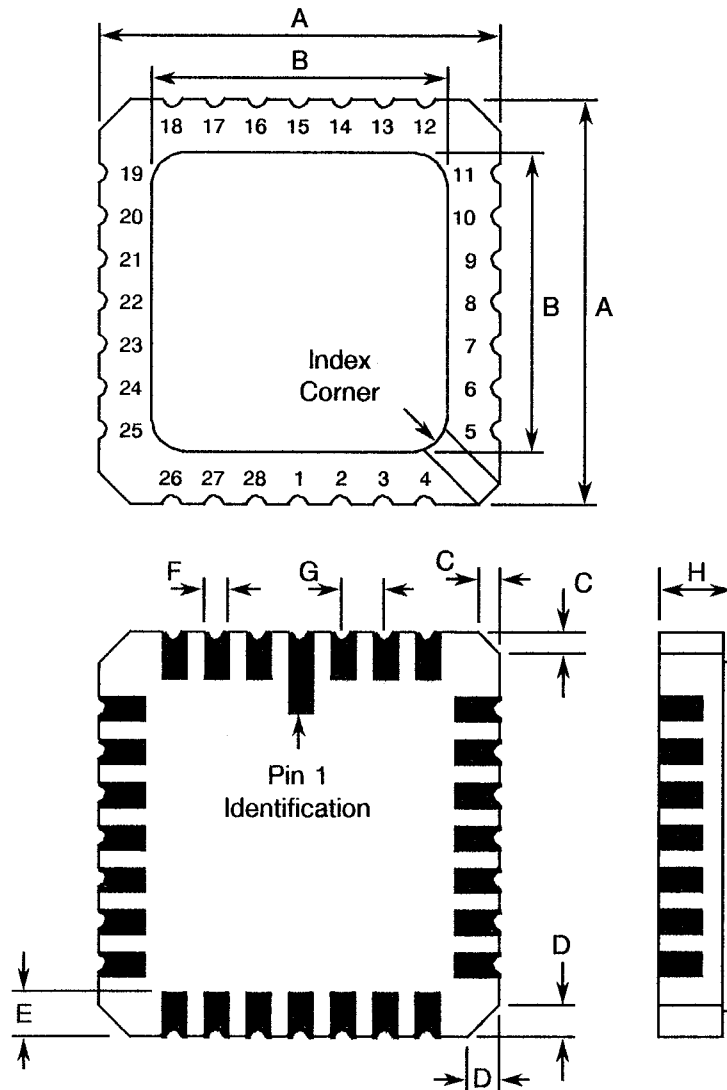 A
B
18 17 16 15 14 13 12
19 11
20 10
21 9
22 8 B A
23 7
Index
Corner
24 6
25 5
26 27 28 1 2 3 4
F G C C H
Pin 1
Identification
D
E
D